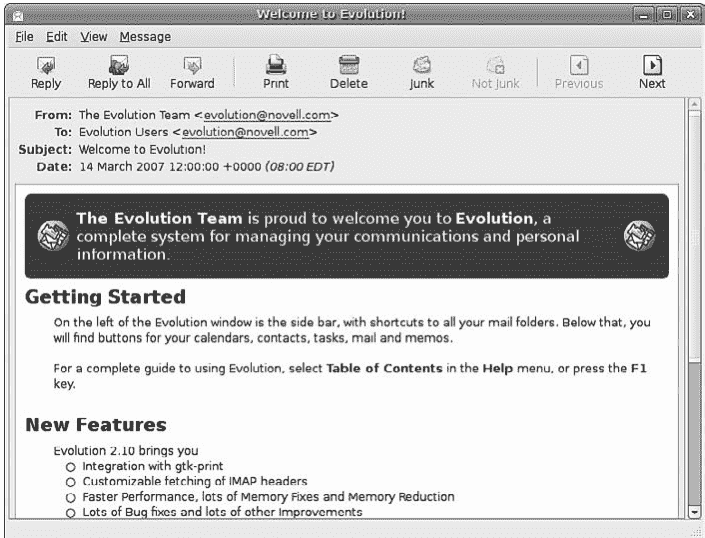 Welcome to Evolution!
File Edit View Message
Reply Reply to All Forward Print Delete Junk Not Junk Previous Next
From: The Evolution Team <evolution@novell.com>
To: Evolution Users <evolution@novell.com>
Subject: Welcome to Evolution!
Date: 14 March 2007 12:00:00 +0000 (08:00 EDT)
The Evolution Team is proud to welcome you to Evolution, a
complete system for managing your communications and personal
information.
Getting Started
On the left of the Evolution window is the side bar, with shortcuts to all your mail folders. Below that, you
will find buttons for your calendars, contacts, tasks, mail and memos.
For a complete guide to using Evolution, select Table of Contents in the Help menu, or press the F1
key.
New Features
Evolution 2.10 brings you
Integration with gtk-print
Customizable fetching of IMAP headers
Faster Performance, lots of Memory Fixes and Memory Reduction
Lots of Bug fixes and lots of other Improvements